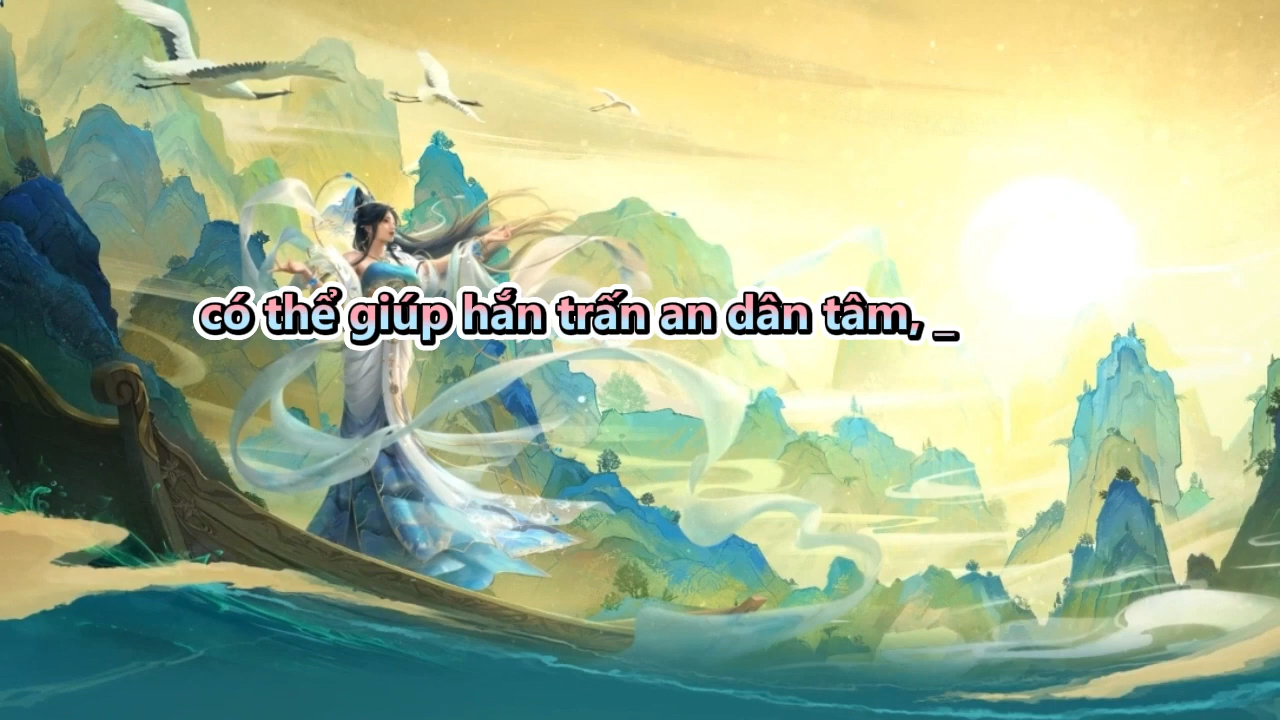 có thể giúp hắn trấn an dân tâm, _